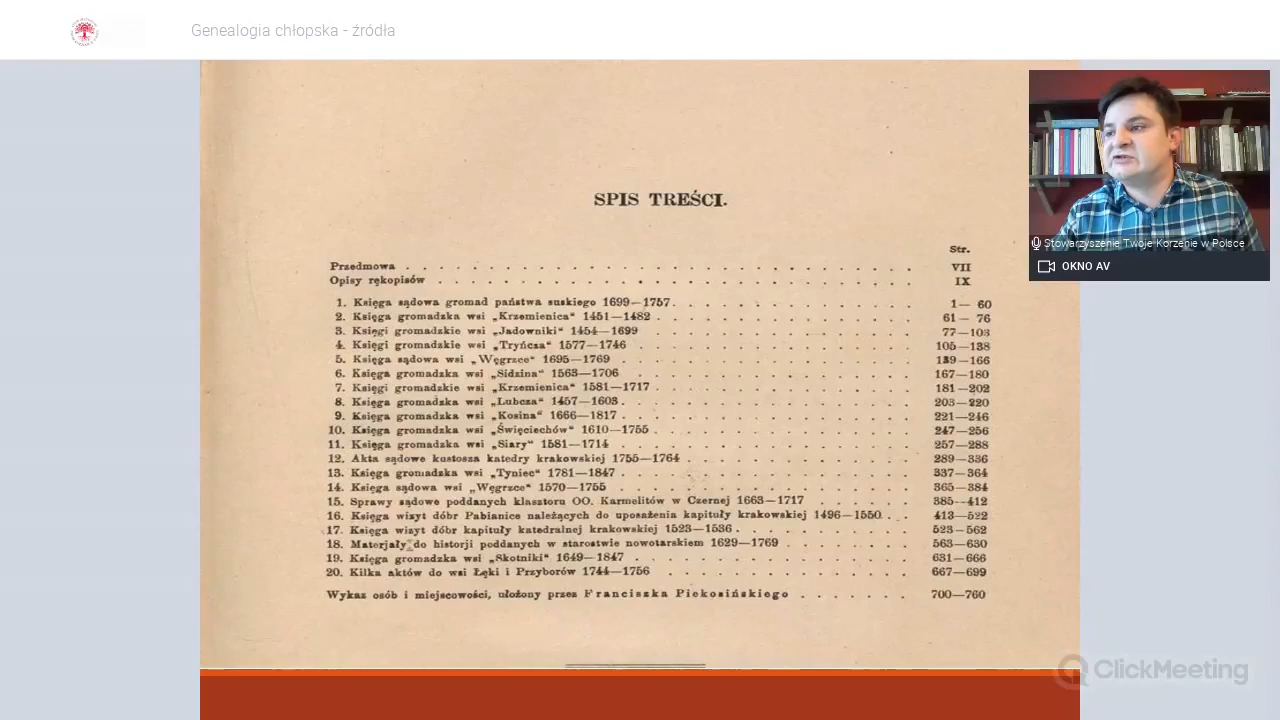 Genealogia chłopska - źródła
SPIS TREŚCI.
Str.
Przedmowa . . . . . . . . . . . . . . . . . . . . VII
Opisy rękopisów . . . . . . . . . . . . . . . . . . . IX
1. Księga sądowa gromad państwa suskiego 1699—1757 . . . . . . . . . 1— 60
2. Księga gromadzka wsi „Krzemienica“ 1451—1482 . . . . . . . . . 61— 76
3. Księgi gromadzkie wsi „Jadowniki“ 1454—1699 . . . . . . . . . 77—103
4. Księgi gromadzkie wsi „Tryńcza“ 1577—1746 . . . . . . . . . 105—138
5. Księga sądowa wsi „Węgrzce“ 1695—1769 . . . . . . . . . 139—166
6. Księga gromadzka wsi „Sidzina“ 1563—1706 . . . . . . . . . 167—180
7. Księgi gromadzkie wsi „Krzemienica“ 1581—1717 . . . . . . . . . 181—202
8. Księga gromadzka wsi „Lubcza“ 1457—1603 . . . . . . . . . 203—220
9. Księga gromadzka wsi „Kosina“ 1666—1817 . . . . . . . . . 221—246
10. Księga gromadzka wsi „Święciechów“ 1610—1755 . . . . . . . . . 247—256
11. Księga gromadzka wsi „Siary“ 1581—1714 . . . . . . . . . 257—288
12. Akta sądowe kustosza katedry krakowskiej 1755—1764 . . . . . . . . 289—336
13. Księga gromadzka wsi „Tyniec“ 1781—1847 . . . . . . . . . 337—364
14. Księga sądowa wsi „Węgrzce“ 1570—1755 . . . . . . . . . 365—384
15. Sprawy sądowe poddanych klasztoru OO. Karmelitów w Czernej 1663—1717 . . . . 385—412
16. Księga wizyt dóbr Pabianice należących do uposażenia kapituły krakowskiej 1496—1550 . . 413—522
17. Księga wizyt dóbr kapituły katedralnej krakowskiej 1523—1536 . . . . . . 523—562
18. Materjały do historji poddanych w starostwie nowotarskiem 1629—1769 . . . . 563—630
19. Księga gromadzka wsi „Skotniki“ 1649—1847 . . . . . . . . . 631—666
20. Kilka aktów do wsi Łęki i Przyborów 1744—1756 . . . . . . . . 667—699
Wykaz osób i miejscowości, ułożony przez Franciszka Piekosińskiego . . . . . 700—760
Stowarzyszenie Twoje Korzenie w Polsce
OKNO AV
ClickMeeting